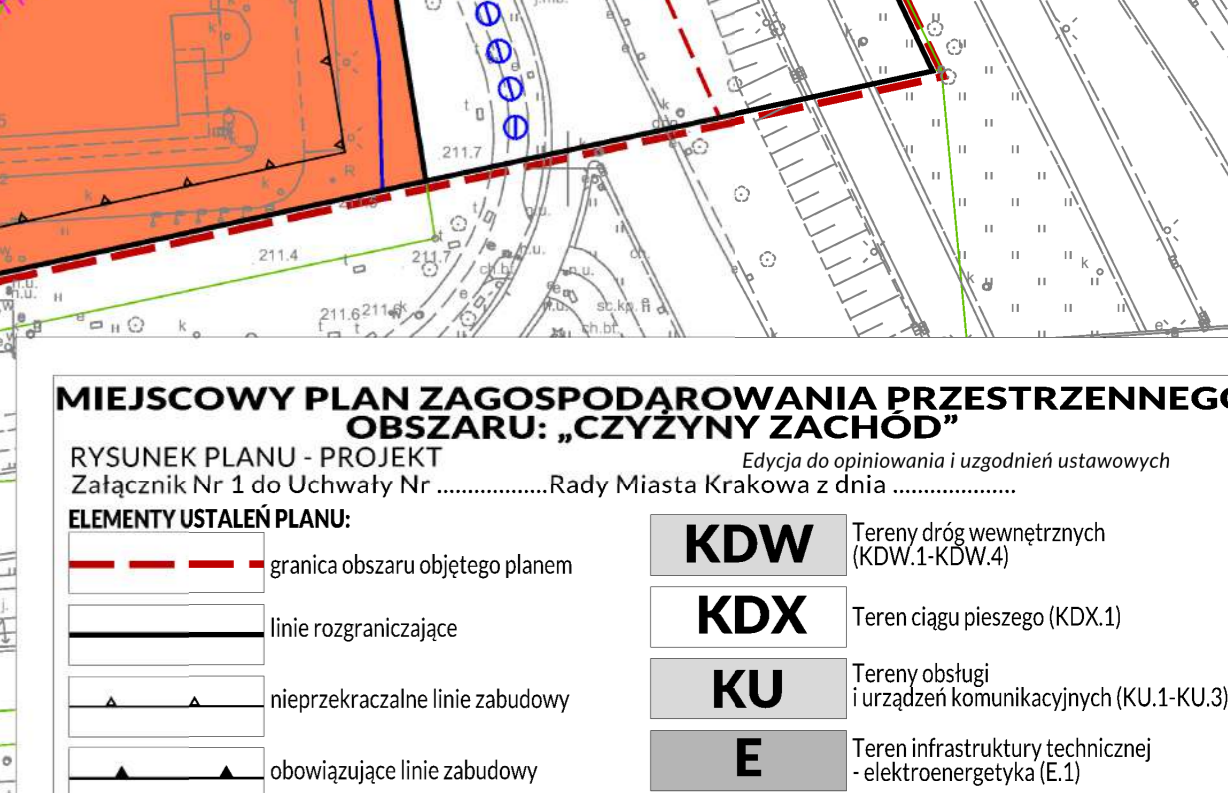 211.7
211.4
211.7
211.6
MIEJSCOWY PLAN ZAGOSPODAROWANIA PRZESTRZENNEGO
OBSZARU: „CZYŻYNY ZACHÓD”
RYSUNEK PLANU - PROJEKT
Edycja do opiniowania i uzgodnień ustawowych
Załącznik Nr 1 do Uchwały Nr ..................Rady Miasta Krakowa z dnia ....................
ELEMENTY USTALEŃ PLANU:
granica obszaru objętego planem
linie rozgraniczające
nieprzekraczalne linie zabudowy
obowiązujące linie zabudowy
KDW
Tereny dróg wewnętrznych
(KDW.1-KDW.4)
KDX
Teren ciągu pieszego (KDX.1)
KU
Tereny obsługi
i urządzeń komunikacyjnych (KU.1-KU.3)
E
Teren infrastruktury technicznej
- elektroenergetyka (E.1)